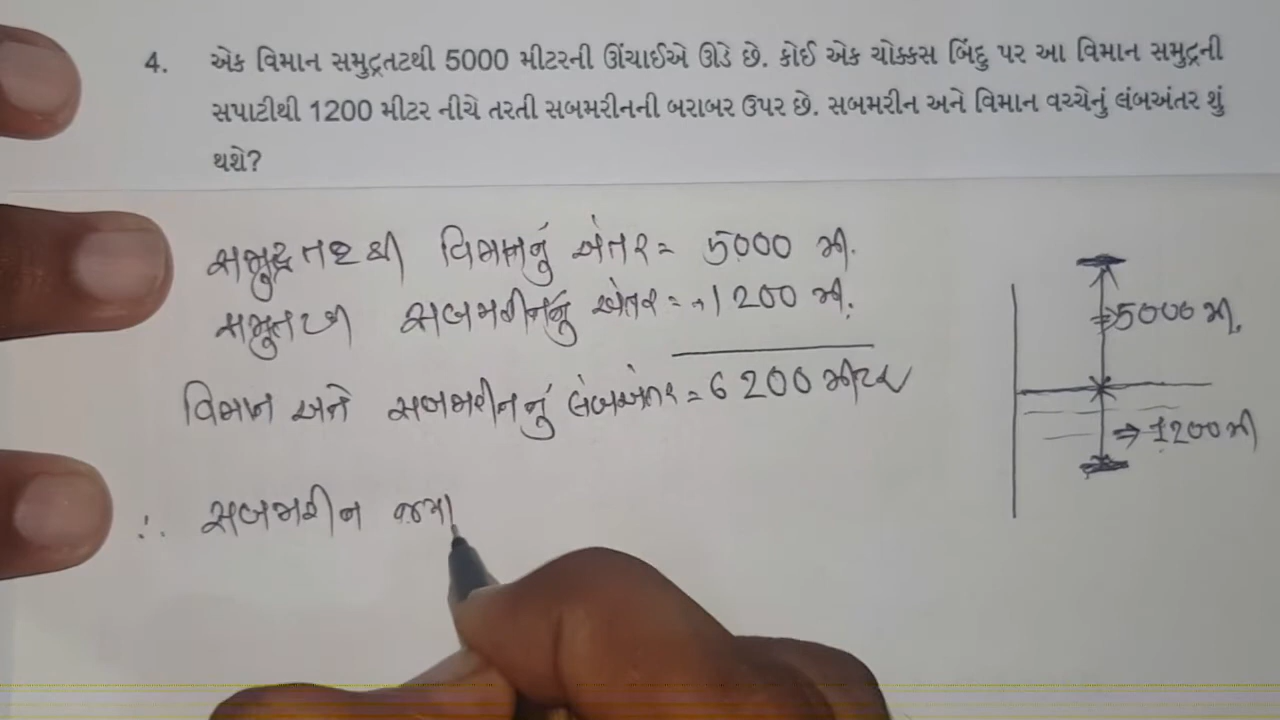 4. એક વિમાન સમુદ્રતટથી 5000 મીટરની ઊંચાઈએ ઊડે છે. કોઈ એક ચોક્કસ બિંદુ પર આ વિમાન સમુદ્રની
સપાટીથી 1200 મીટર નીચે તરતી સબમરીનની બરાબર ઉપર છે. સબમરીન અને વિમાન વચ્ચેનું લંબઅંતર શું
થશે?
સમુદ્રતટથી વિમાનનું અંતર = 5000 મી.
સબમરીનનું અંતર = + 1200 મી.
વિમાન અને સબમરીનનું લંબઅંતર = 6200 મીટર
∴ સબમરીન
5000 મી.
⇒ 1200 મી